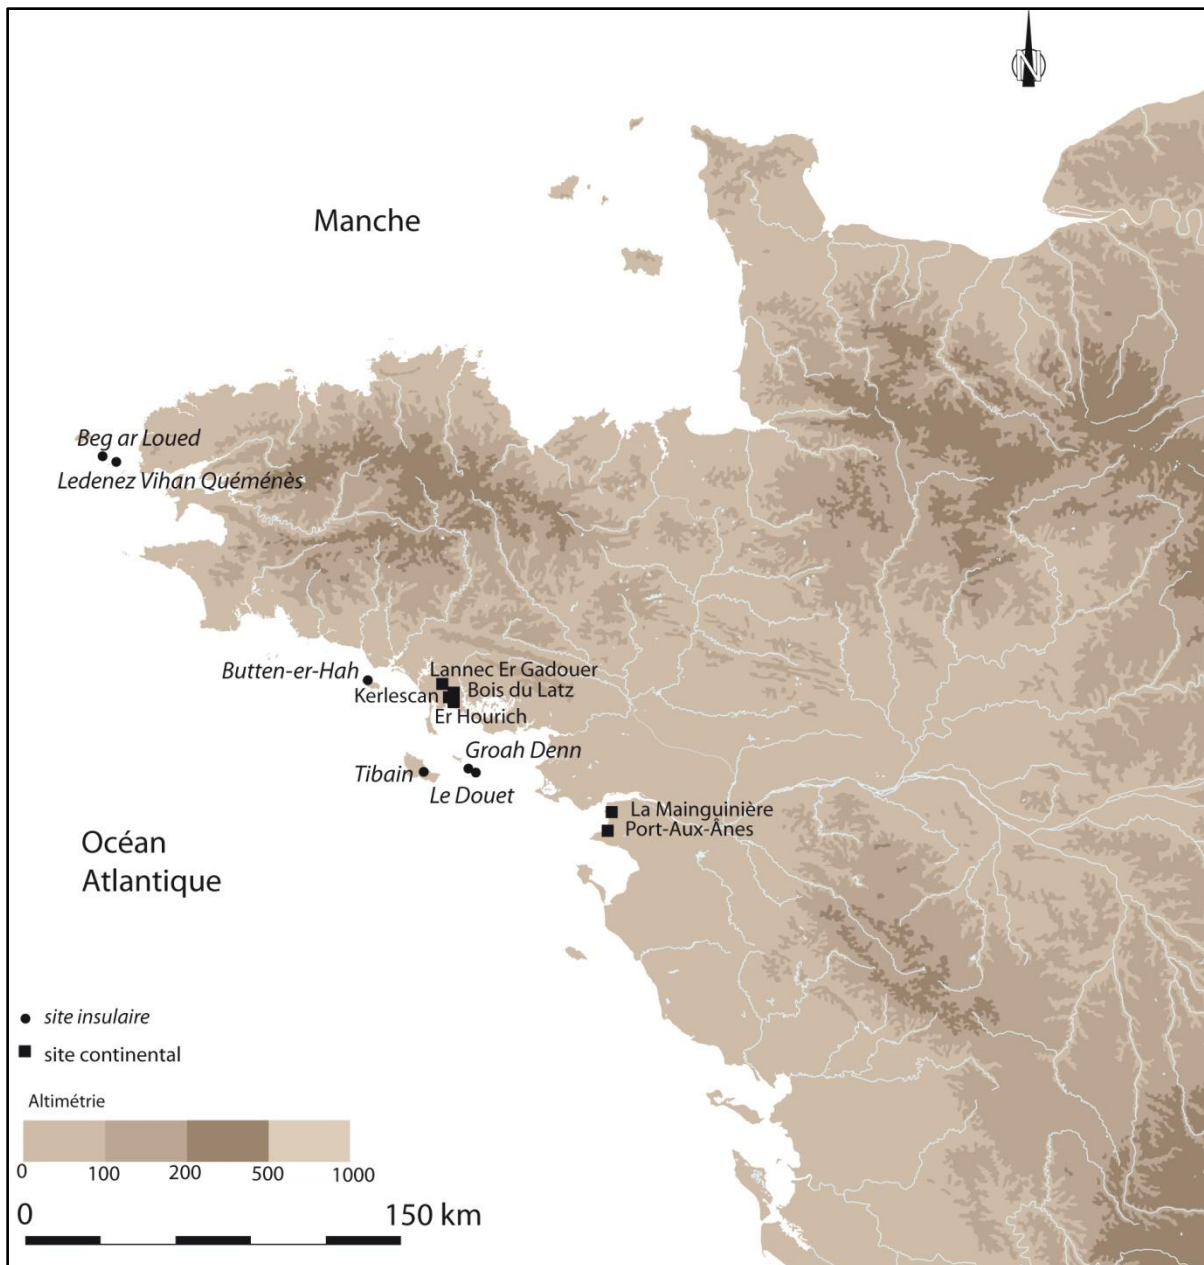 N
Manche
Beg ar Loued
Ledenez Vihan Quéménès
Butten-er-Hah
Lannec Er Gadouer
Bois du Latz
Kerlescan
Er Hourich
Groah Denn
Tibain
Le Douet
La Mainguinière
Port-Aux-Ânes
Océan
Atlantique
site insulaire
site continental
Altimétrie
0 100 200 500 1000
0 150 km